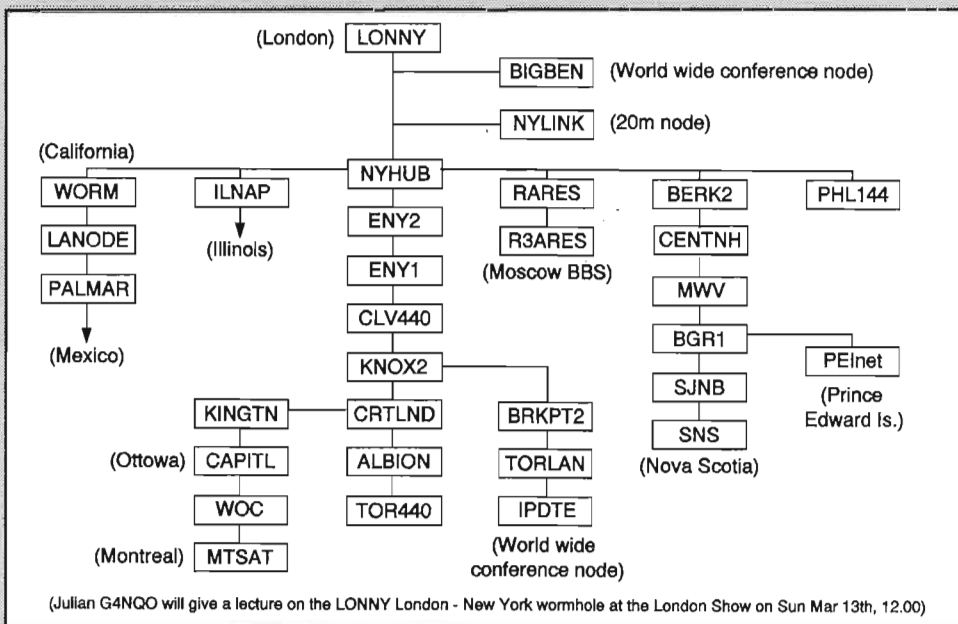 (London) LONNY
BIGBEN (World wide conference node)
NYLINK (20m node)
(California)
NYHUB
WORM ILNAP RARES BERK2 PHL144
ENY2
LANODE (Illinois) R3ARES CENTNH
(Moscow BBS)
ENY1
PALMAR MWV
CLV440
(Mexico) BGR1
KNOX2 PEInet
(Prince
Edward Is.)
SJNB
KINGTN CRTLND BRKPT2
SNS
(Nova Scotia)
(Ottowa) CAPITL ALBION TORLAN
WOC TOR440 IPDTE
(World wide
conference node)
(Montreal) MTSAT
(Julian G4NQO will give a lecture on the LONNY London - New York wormhole at the London Show on Sun Mar 13th, 12.00)